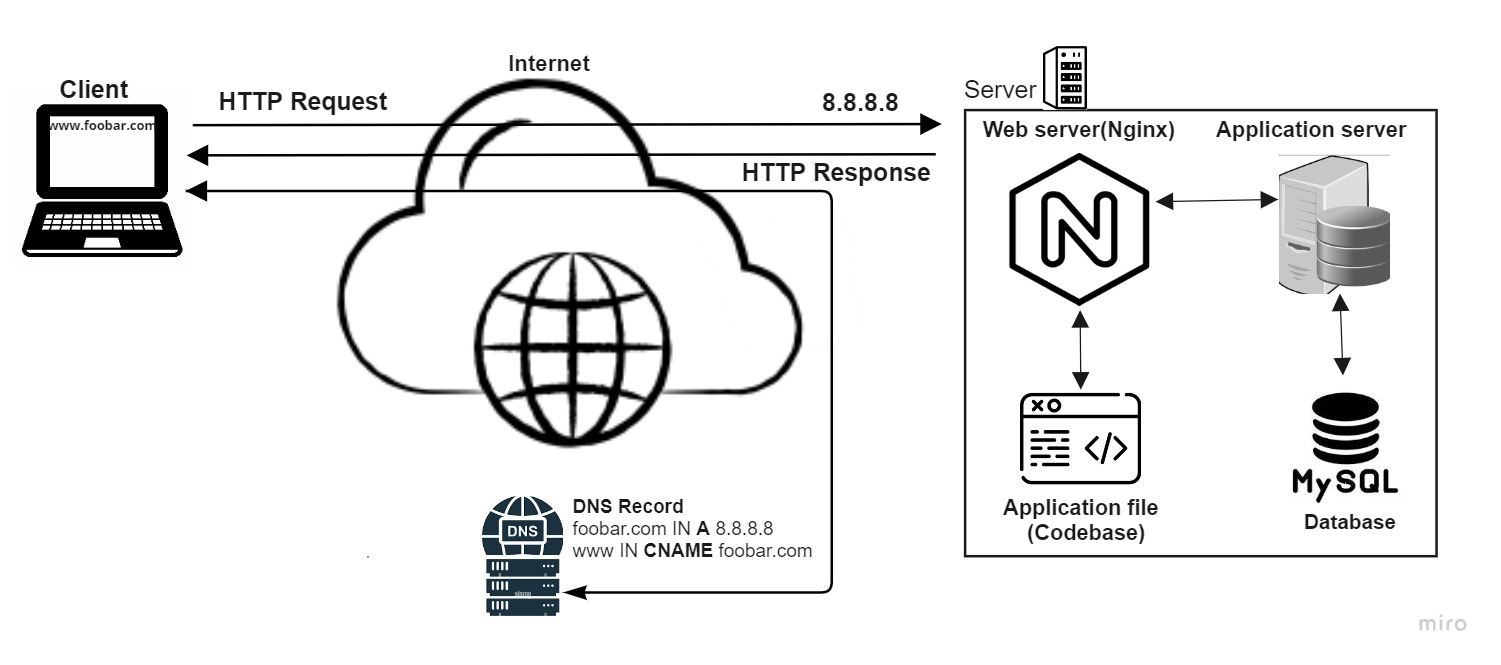 Internet
Client
www.foobar.com
HTTP Request
8.8.8.8
HTTP Response
Server
Web server(Nginx)
Application server
N
Application file
(Codebase)
MySQL
Database
DNS
DNS Record
foobar.com IN A 8.8.8.8
www IN CNAME foobar.com
miro